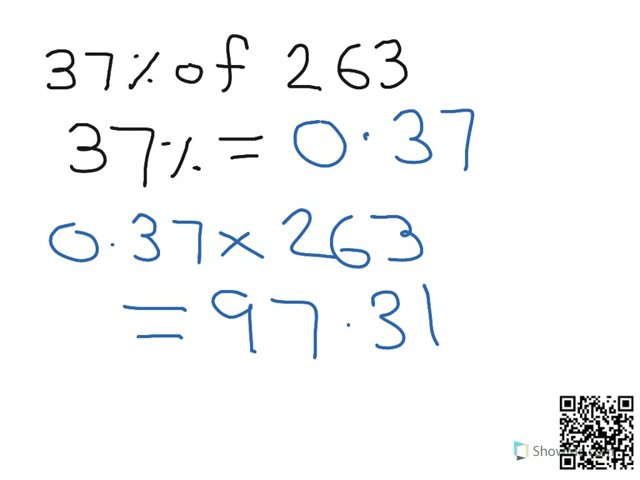 37% of 263
37% = 0.37
0.37 x 263
= 97.31